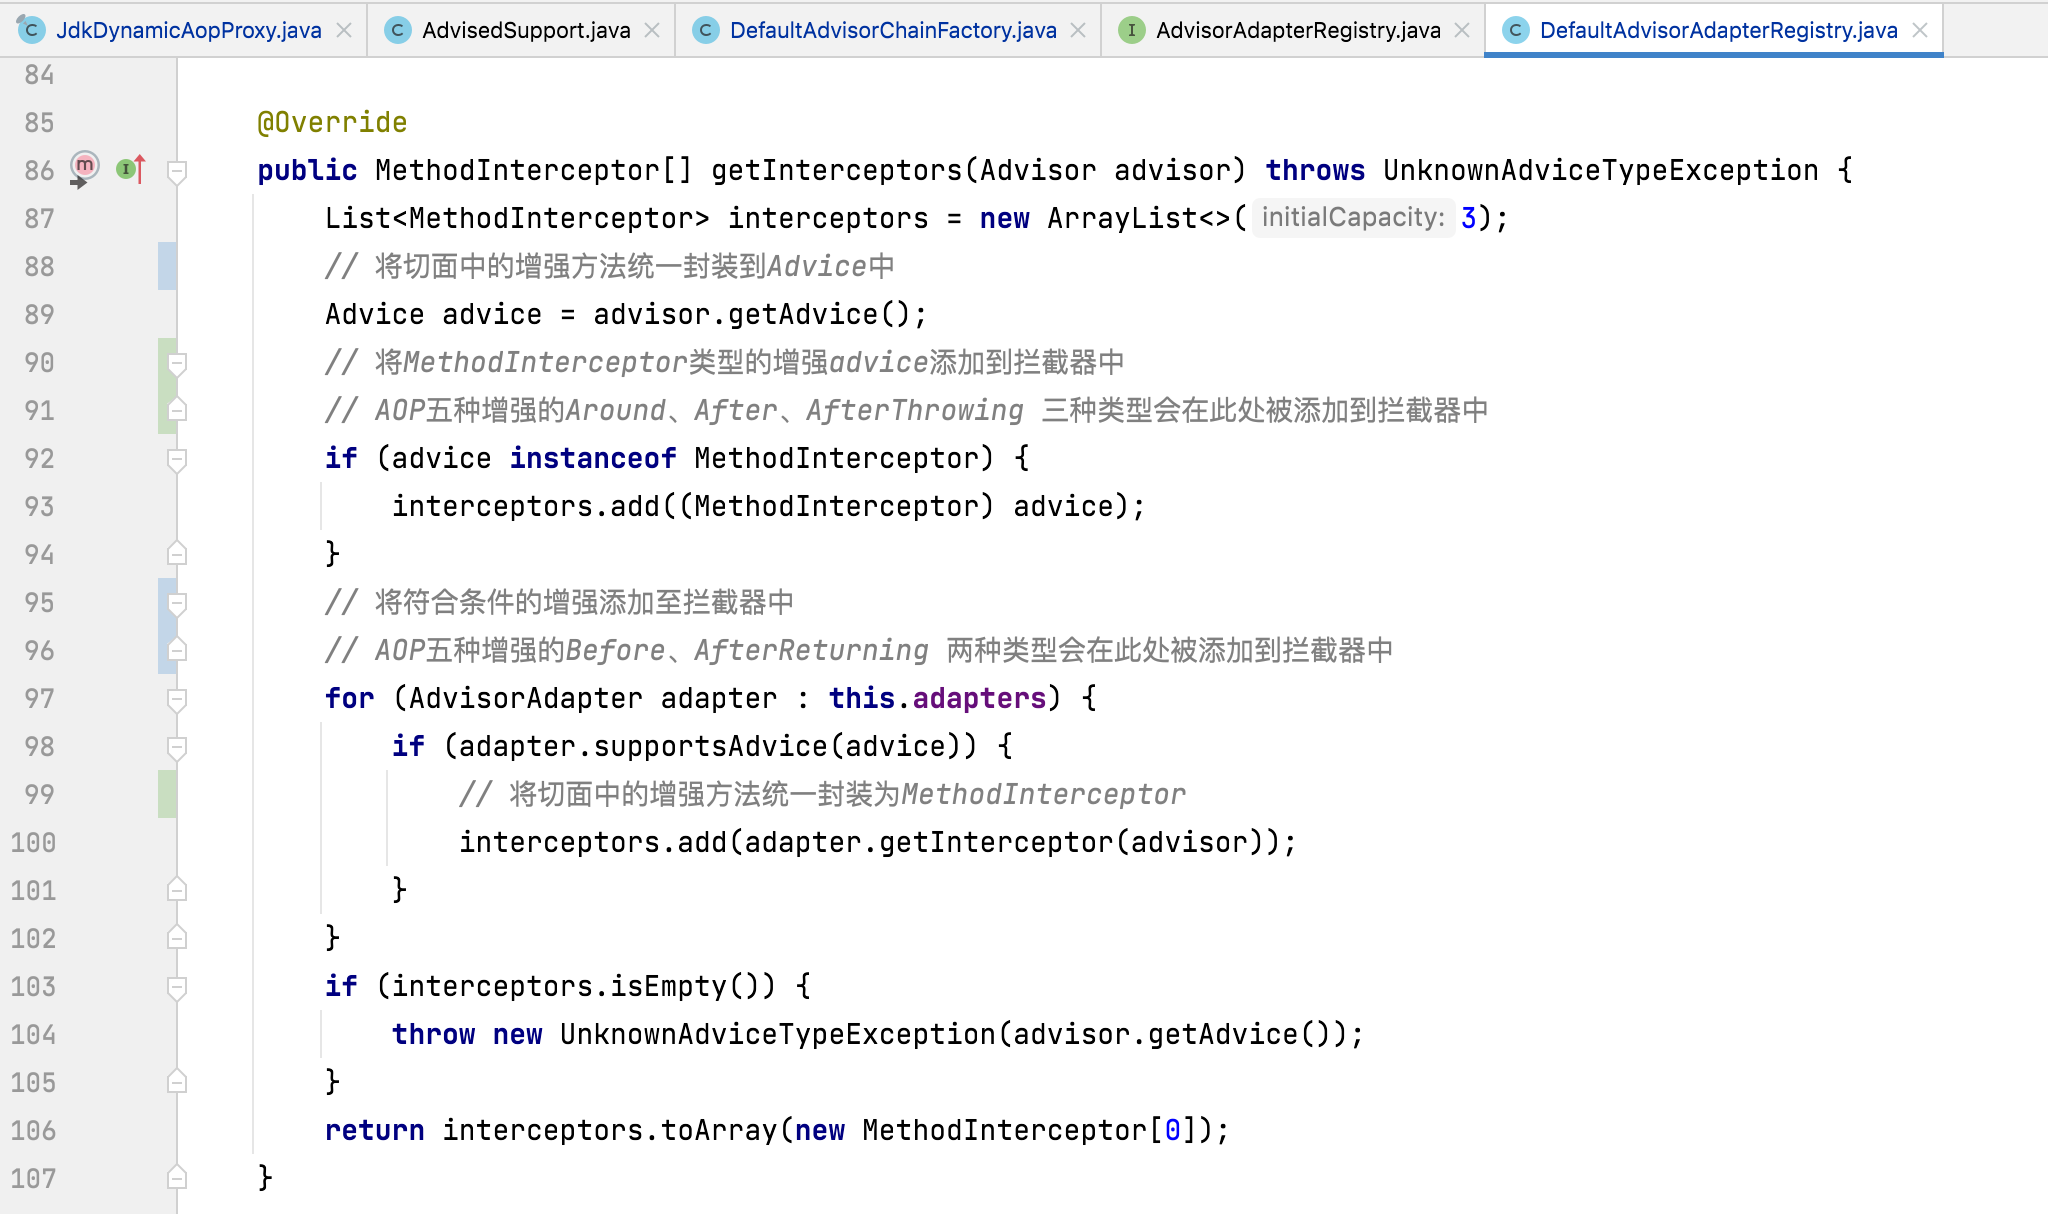 JdkDynamicAopProxy.java AdvisedSupport.java DefaultAdvisorChainFactory.java AdvisorAdapterRegistry.java DefaultAdvisorAdapterRegistry.java
84
85 @Override
86 public MethodInterceptor[] getInterceptors(Advisor advisor) throws UnknownAdviceTypeException {
87 List<MethodInterceptor> interceptors = new ArrayList<>( initialCapacity: 3);
88 // 将切面中的增强方法统一封装到Advice中
89 Advice advice = advisor.getAdvice();
90 // 将MethodInterceptor类型的增强advice添加到拦截器中
91 // AOP五种增强的Around、After、AfterThrowing 三种类型会在此处被添加到拦截器中
92 if (advice instanceof MethodInterceptor) {
93 interceptors.add((MethodInterceptor) advice);
94 }
95 // 将符合条件的增强添加至拦截器中
96 // AOP五种增强的Before、AfterReturning 两种类型会在此处被添加到拦截器中
97 for (AdvisorAdapter adapter : this.adapters) {
98 if (adapter.supportsAdvice(advice)) {
99 // 将切面中的增强方法统一封装为MethodInterceptor
100 interceptors.add(adapter.getInterceptor(advisor));
101 }
102 }
103 if (interceptors.isEmpty()) {
104 throw new UnknownAdviceTypeException(advisor.getAdvice());
105 }
106 return interceptors.toArray(new MethodInterceptor[0]);
107 }